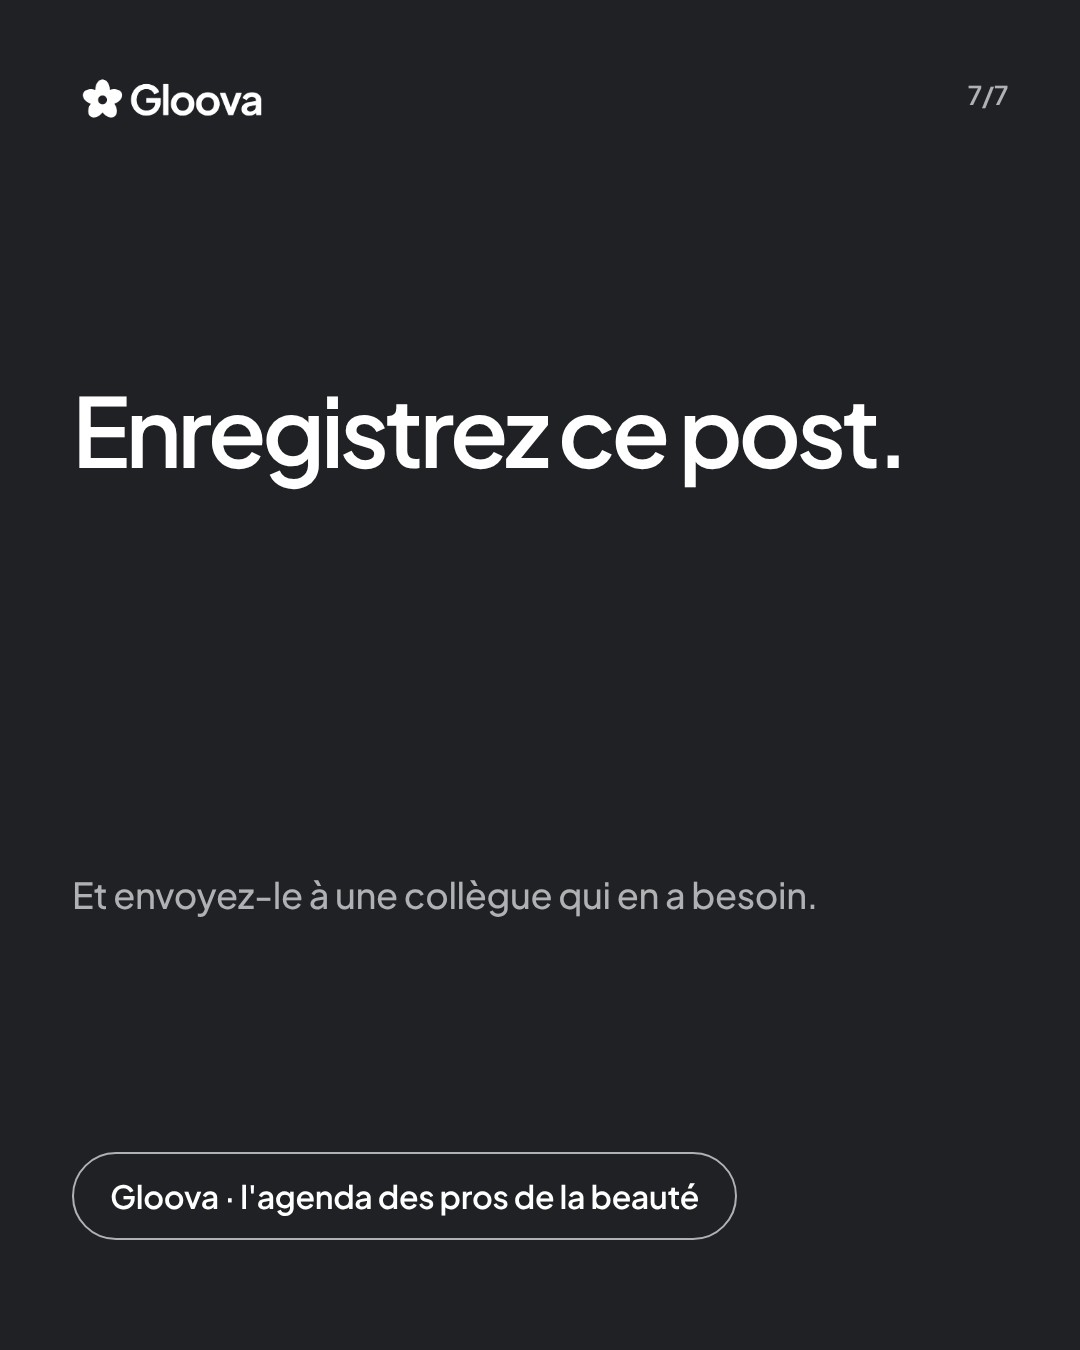 Gloova
7/7
Enregistrez ce post.
Et envoyez-le à une collègue qui en a besoin.
Gloova · l'agenda des pros de la beauté